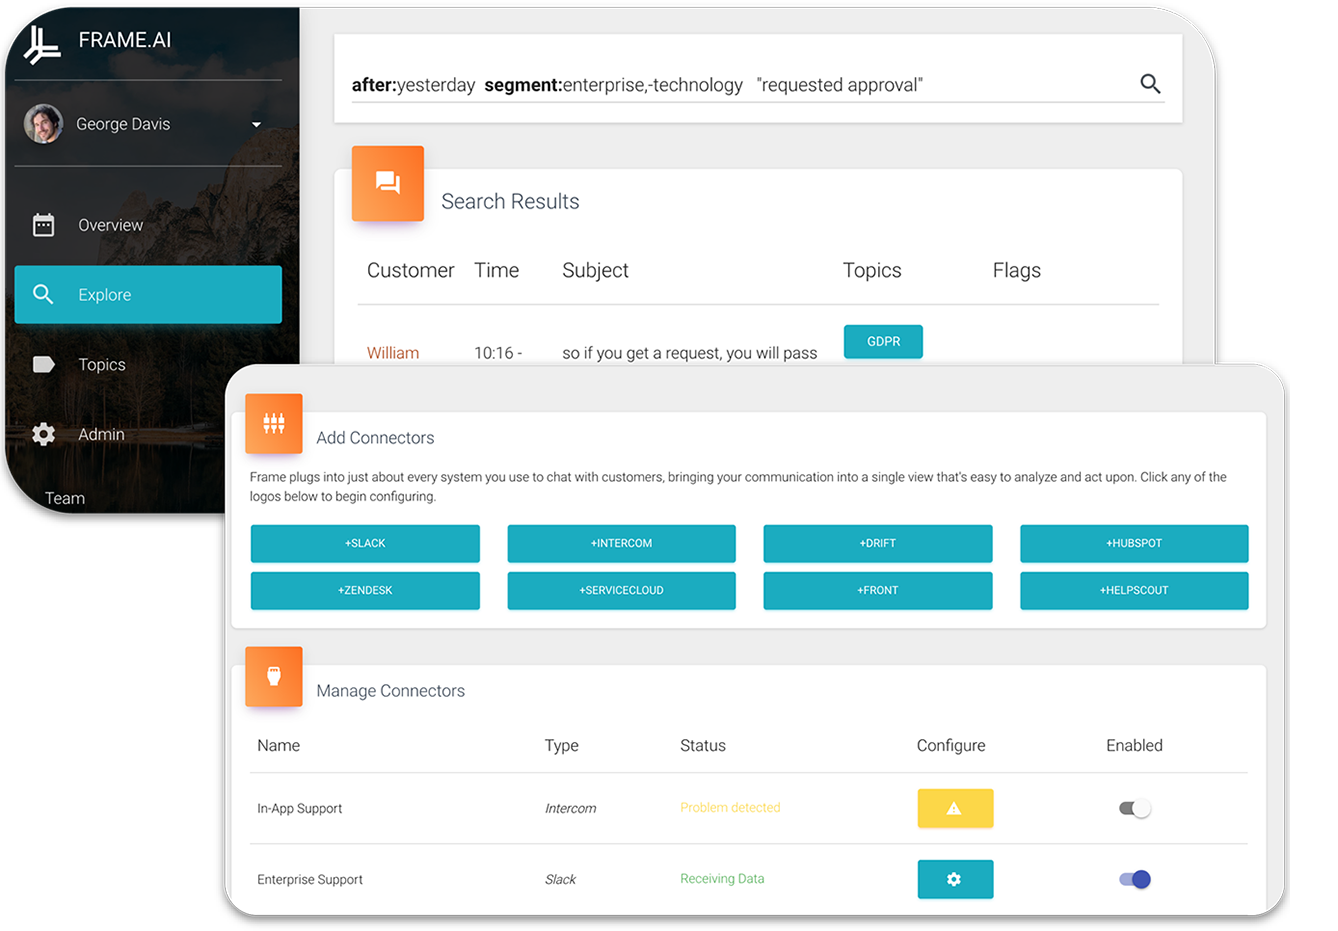 FRAME.AI
George Davis
Overview
Explore
Topics
Admin
Team
after:yesterday segment:enterprise,-technology "requested approval"
Search Results
Customer Time Subject Topics Flags
William 10:16 - so if you get a request, you will pass GDPR
Add Connectors
Frame plugs into just about every system you use to chat with customers, bringing your communication into a single view that's easy to analyze and act upon. Click any of the
logos below to begin configuring.
+SLACK +INTERCOM +DRIFT +HUBSPOT
+ZENDESK +SERVICECLOUD +FRONT +HELPSCOUT
Manage Connectors
Name Type Status Configure Enabled
In-App Support Intercom Problem detected
Enterprise Support Slack Receiving Data